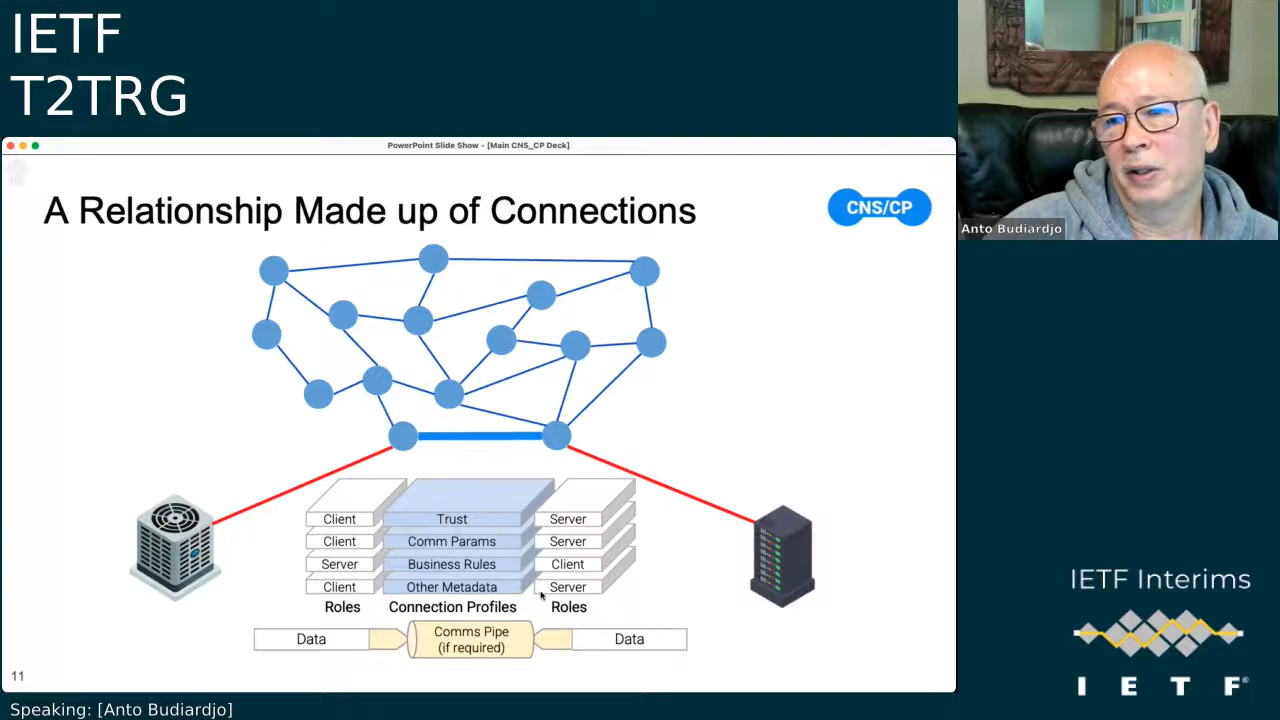 IETF
T2TRG
PowerPoint Slide Show - [Main CNS_CP Deck]
A Relationship Made up of Connections
CNS/CP
Anto Budiardjo
Client Trust Server
Client Comm Params Server
Server Business Rules Client
Client Other Metadata Server
Roles Connection Profiles Roles
Data Comms Pipe Data
(if required)
11
IETF Interims
I E T F®
Speaking: [Anto Budiardjo]